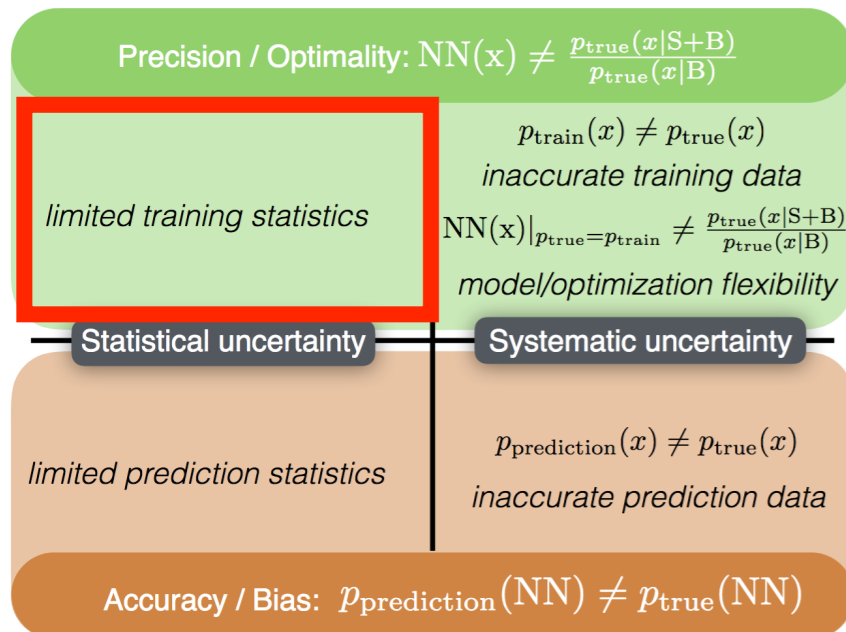 Precision / Optimality: NN(x) ≠ p_true(x|S+B) / p_true(x|B)
limited training statistics
p_train(x) ≠ p_true(x)
inaccurate training data
NN(x)|_{p_true=p_train} ≠ p_true(x|S+B) / p_true(x|B)
model/optimization flexibility
Statistical uncertainty
Systematic uncertainty
limited prediction statistics
p_prediction(x) ≠ p_true(x)
inaccurate prediction data
Accuracy / Bias: p_prediction(NN) ≠ p_true(NN)